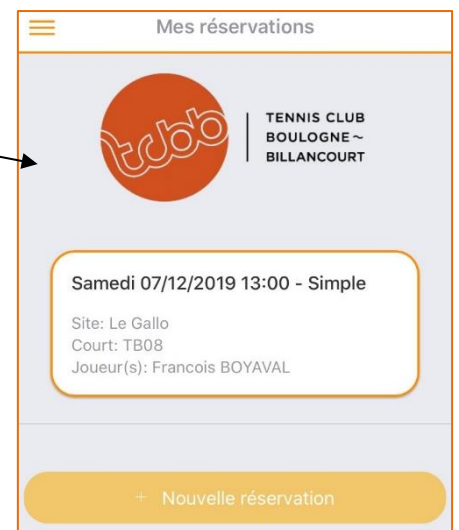 Mes réservations
tcbb
TENNIS CLUB
BOULOGNE~
BILLANCOURT
Samedi 07/12/2019 13:00 - Simple
Site: Le Gallo
Court: TB08
Joueur(s): Francois BOYAVAL
+ Nouvelle réservation